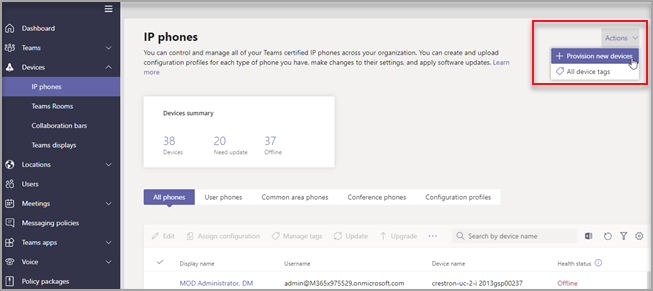 Dashboard
Teams
Devices
IP phones
Teams Rooms
Collaboration bars
Teams displays
Locations
Users
Meetings
Messaging policies
Teams apps
Voice
Policy packages
IP phones
You can control and manage all of your Teams certified IP phones across your organization. You can create and upload
configuration profiles for each type of phone you have, make changes to their settings, and apply software updates. Learn
more
Actions
Provision new devices
All device tags
Devices summary
38 20 37
Devices Need update Offline
All phones User phones Common area phones Conference phones Configuration profiles
Edit Assign configuration Manage tags Update Upgrade ··· Search by device name
Display name Username Device name Health status
MOD Administrator, DM admin@M365x975529.onmicrosoft.com crestron-uc-2-i 2013gsp00237 Offline